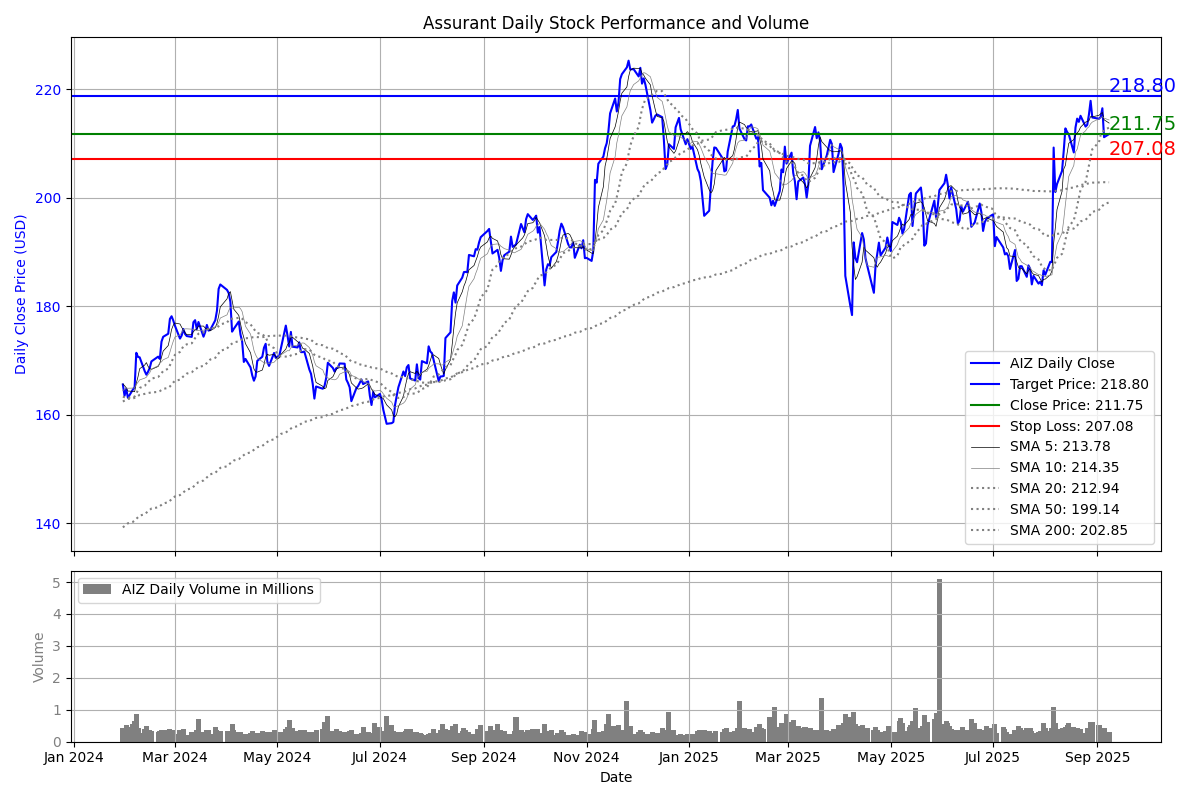 Assurant Daily Stock Performance and Volume
Daily Close Price (USD)
220
200
180
160
140
218.80
211.75
207.08
AIZ Daily Close
Target Price: 218.80
Close Price: 211.75
Stop Loss: 207.08
SMA 5: 213.78
SMA 10: 214.35
SMA 20: 212.94
SMA 50: 199.14
SMA 200: 202.85
Volume
5
4
3
2
1
0
AIZ Daily Volume in Millions
Jan 2024 Mar 2024 May 2024 Jul 2024 Sep 2024 Nov 2024 Jan 2025 Mar 2025 May 2025 Jul 2025 Sep 2025
Date